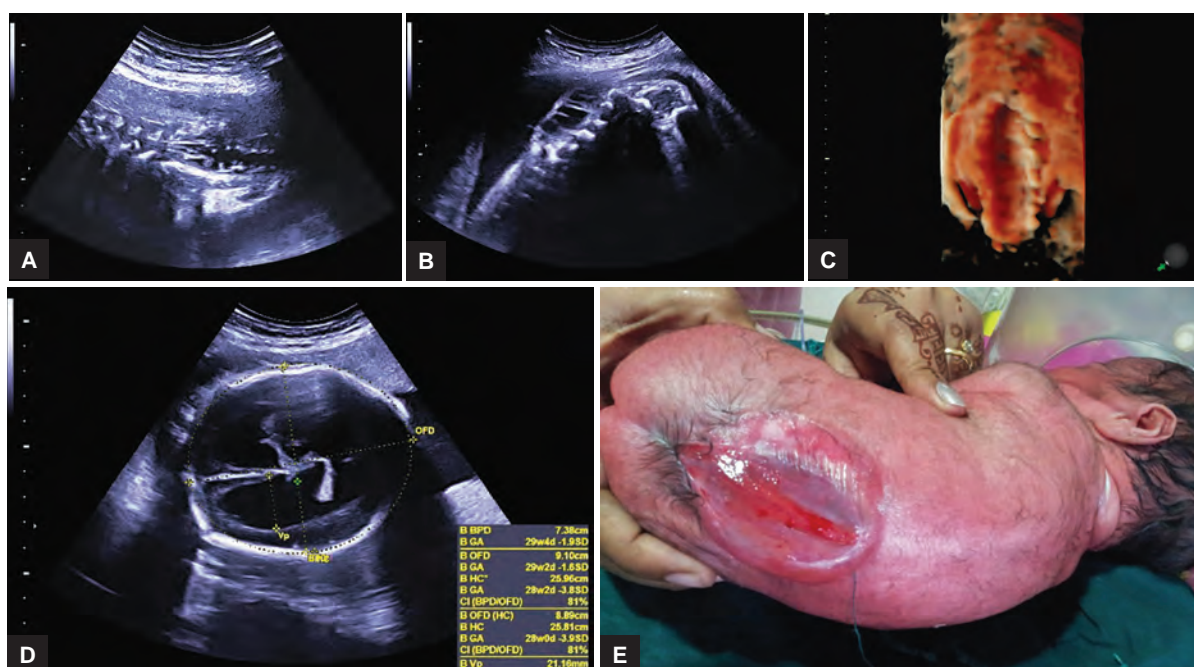 A
B
C
OFD
Vp
B BPD 7.38cm
B GA 29w4d -1.9SD
B OFD 9.10cm
B GA 29w2d -1.6SD
B HC* 25.96cm
B GA 28w2d -3.8SD
CI (BPD/OFD) 81%
B OFD (HC) 8.89cm
B HC 25.81cm
B GA 28w0d -3.9SD
CI (BPD/OFD) 81%
B Vp 21.16mm
D
E